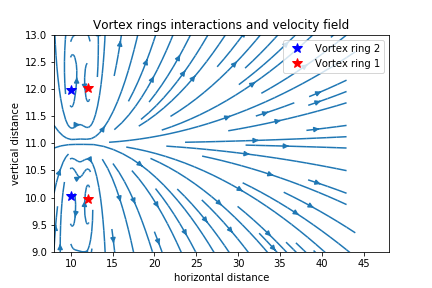 Vortex rings interactions and velocity field
Vortex ring 2
Vortex ring 1
vertical distance
13.0
12.5
12.0
11.5
11.0
10.5
10.0
9.5
9.0
10 15 20 25 30 35 40 45
horizontal distance